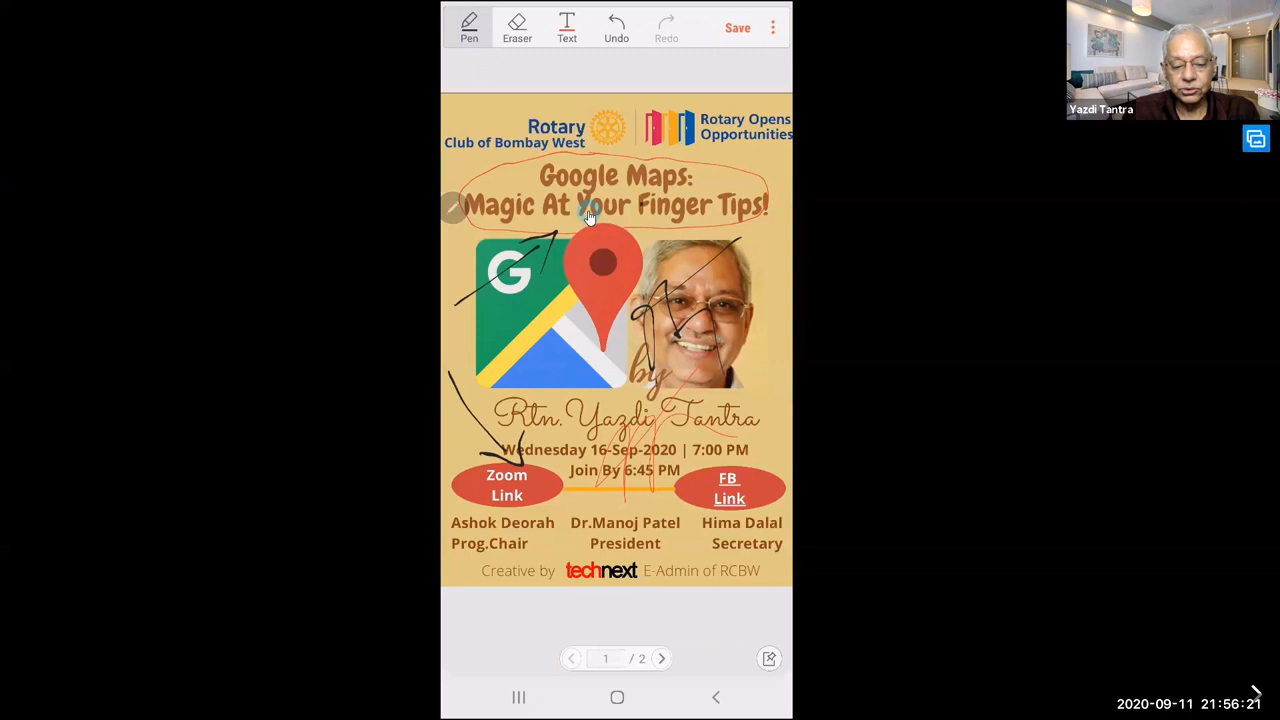 Pen
Eraser
Text
Undo
Redo
Save
Yazdi Tantra
Rotary
Club of Bombay West
Rotary Opens
Opportunities
Google Maps:
Magic At Your Finger Tips!
G
by
Rtn. Yazdi Tantra
Wednesday 16-Sep-2020 | 7:00 PM
Join By 6:45 PM
Zoom
Link
FB
Link
Ashok Deorah
Prog.Chair
Dr.Manoj Patel
President
Hima Dalal
Secretary
Creative by technext E-Admin of RCBW
1 / 2
2020-09-11 21:56:21